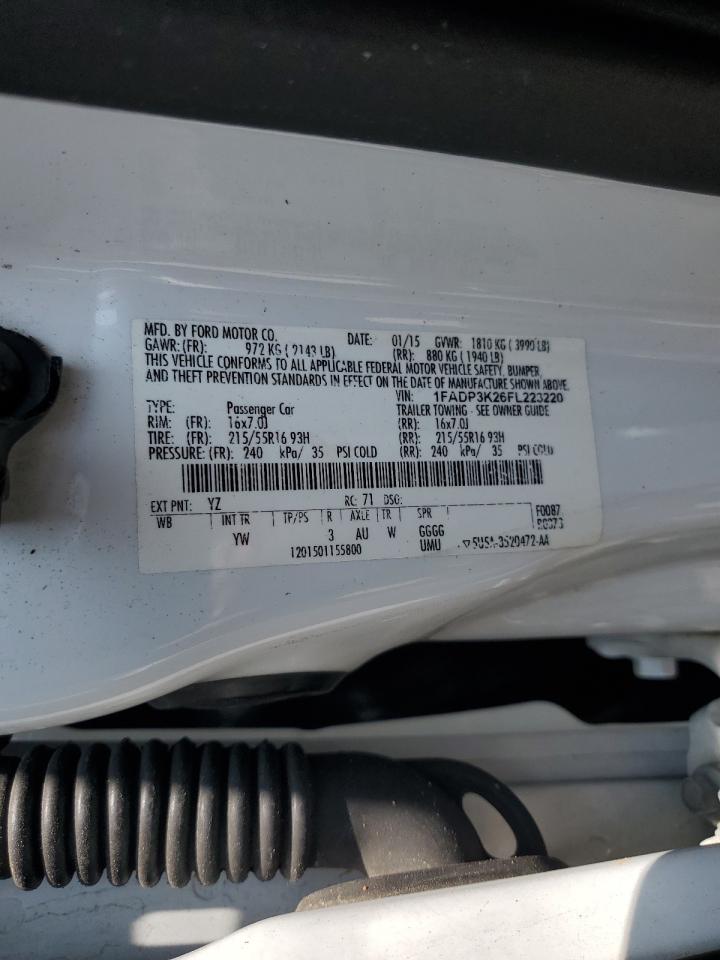 MFD. BY FORD MOTOR CO. DATE: 01/15 GVWR: 1810 KG ( 3990 LB)
GAWR: (FR): 972 KG ( 2143 LB) (RR): 880 KG ( 1940 LB)
THIS VEHICLE CONFORMS TO ALL APPLICABLE FEDERAL MOTOR VEHICLE SAFETY, BUMPER,
AND THEFT PREVENTION STANDARDS IN EFFECT ON THE DATE OF MANUFACTURE SHOWN ABOVE.
VIN: 1FADP3K26FL223220
TYPE: Passenger Car TRAILER TOWING - SEE OWNER GUIDE
RIM: (FR): 16x7.0J (RR): 16x7.0J
TIRE: (FR): 215/55R16 93H (RR): 215/55R16 93H
PRESSURE: (FR): 240 kPa/ 35 PSI COLD (RR): 240 kPa/ 35 PSI COLD
EXT PNT: YZ RC: 71 DSO: F0087
WB INT TR TP/PS R AXLE TR SPR
YW 3 AU W GGGG
1201501155800 UMU ▽5USA-3520472-AA